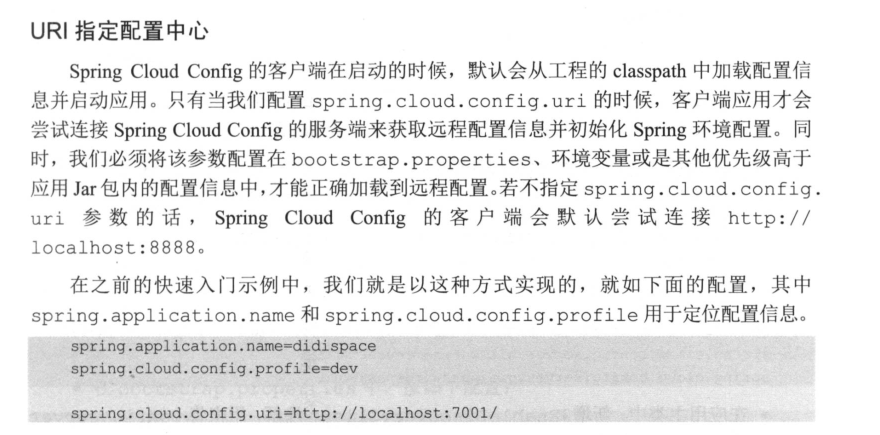 URI 指定配置中心
Spring Cloud Config 的客户端在启动的时候，默认会从工程的 classpath 中加载配置信
息并启动应用。只有当我们配置 spring.cloud.config.uri 的时候，客户端应用才会
尝试连接 Spring Cloud Config 的服务端来获取远程配置信息并初始化 Spring 环境配置。同
时，我们必须将该参数配置在 bootstrap.properties、环境变量或是其他优先级高于
应用 Jar 包内的配置信息中，才能正确加载到远程配置。若不指定 spring.cloud.config.
uri 参数的话，Spring Cloud Config 的客户端会默认尝试连接 http://
localhost:8888。
在之前的快速入门示例中，我们就是以这种方式实现的，就如下面的配置，其中
spring.application.name 和 spring.cloud.config.profile 用于定位配置信息。
spring.application.name=didispace
spring.cloud.config.profile=dev
spring.cloud.config.uri=http://localhost:7001/